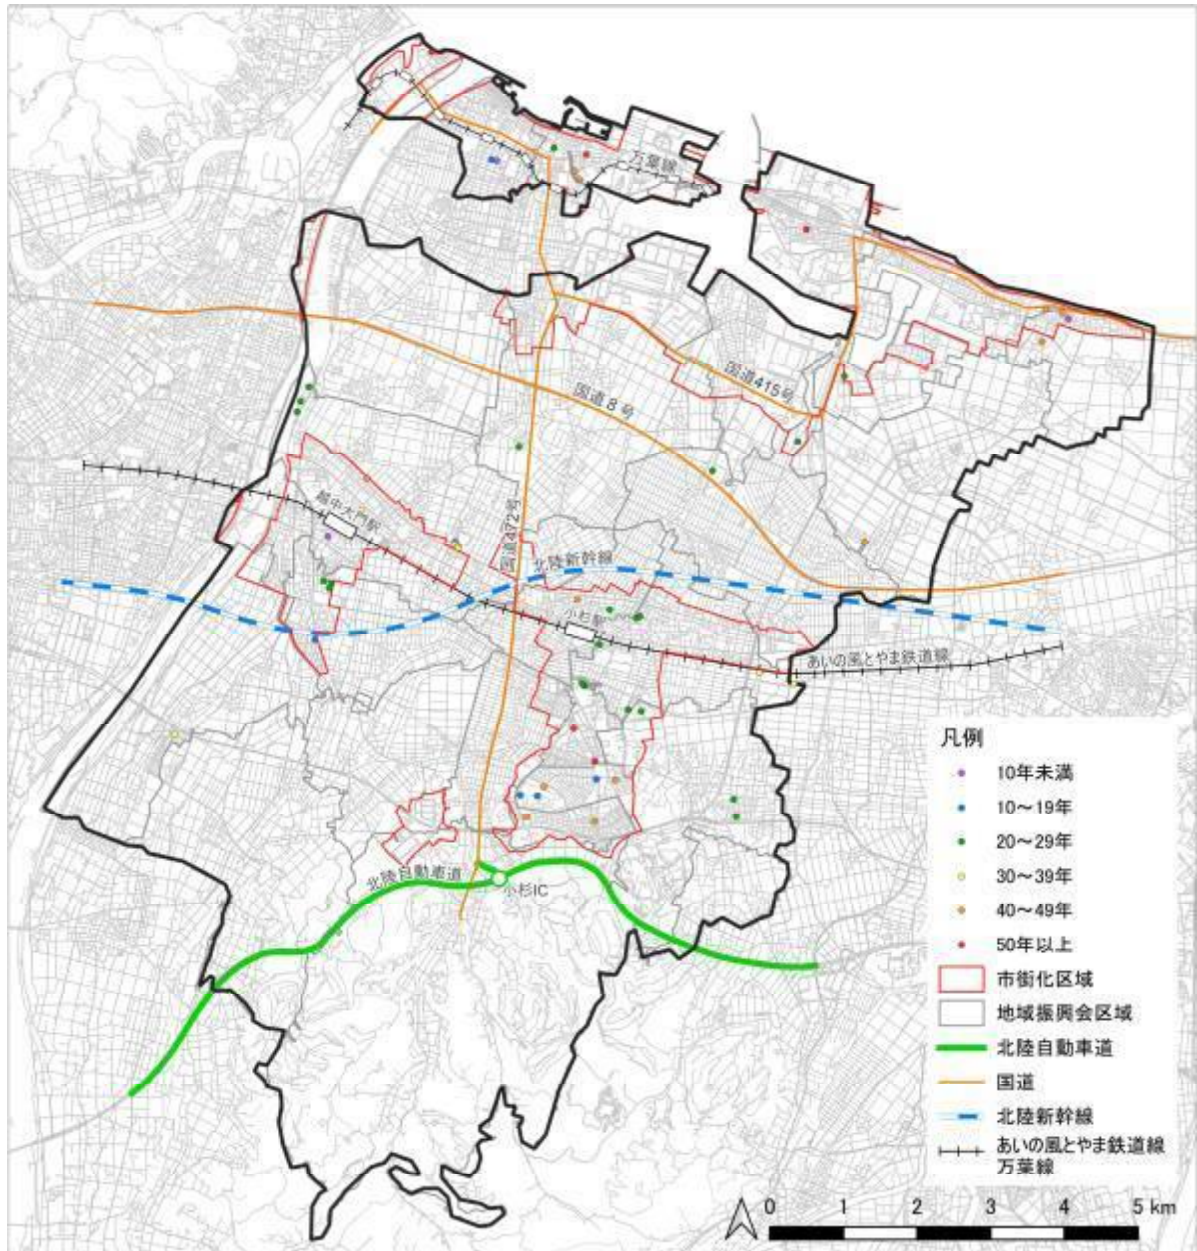 万葉線
国道415号
国道8号
越中大門駅
国道472号
北陸新幹線
小杉駅
あいの風とやま鉄道線
北陸自動車道
小杉IC
凡例
10年未満
10～19年
20～29年
30～39年
40～49年
50年以上
市街化区域
地域振興会区域
北陸自動車道
国道
北陸新幹線
あいの風とやま鉄道線
万葉線
0 1 2 3 4 5 km